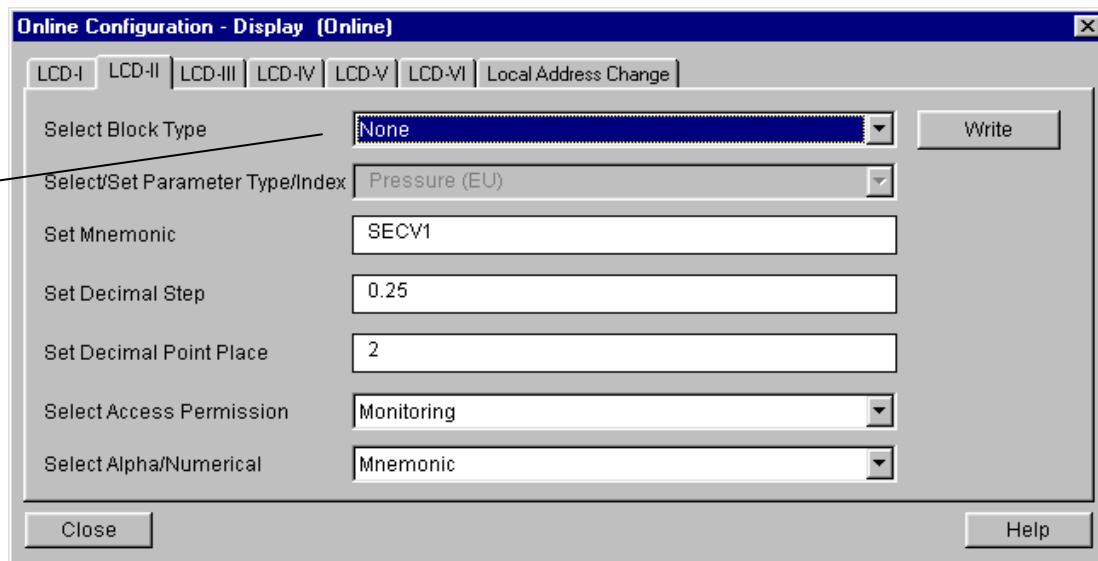 Online Configuration - Display (Online)
LCD-I LCD-II LCD-III LCD-IV LCD-V LCD-VI Local Address Change
Select Block Type None Write
Select/Set Parameter Type/Index Pressure (EU)
Set Mnemonic SECV1
Set Decimal Step 0.25
Set Decimal Point Place 2
Select Access Permission Monitoring
Select Alpha/Numerical Mnemonic
Close Help